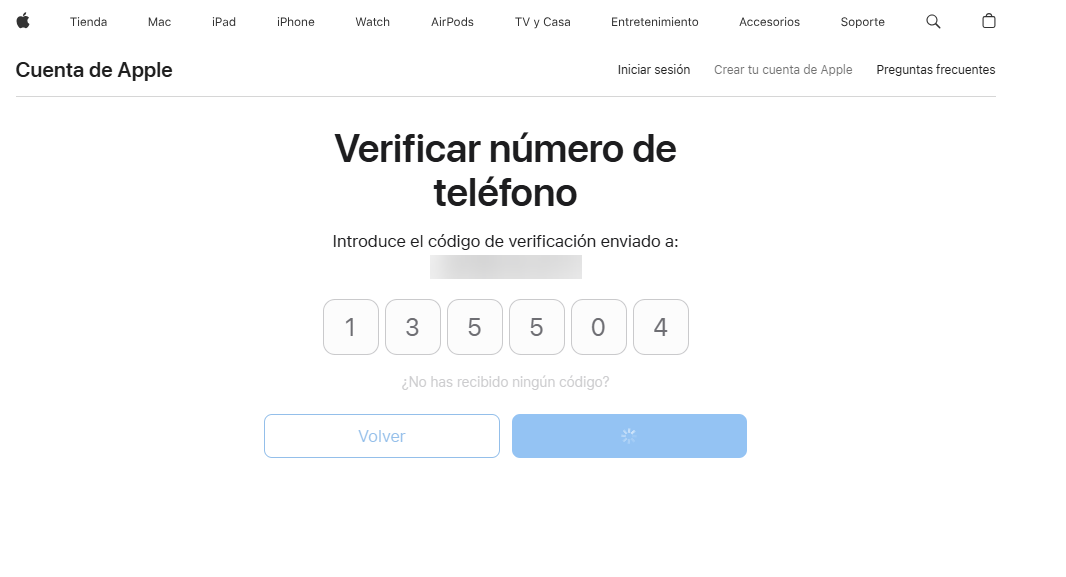 Tienda Mac iPad iPhone Watch AirPods TV y Casa Entretenimiento Accesorios Soporte
Cuenta de Apple Iniciar sesión Crear tu cuenta de Apple Preguntas frecuentes
Verificar número de
teléfono
Introduce el código de verificación enviado a:
1 3 5 5 0 4
¿No has recibido ningún código?
Volver